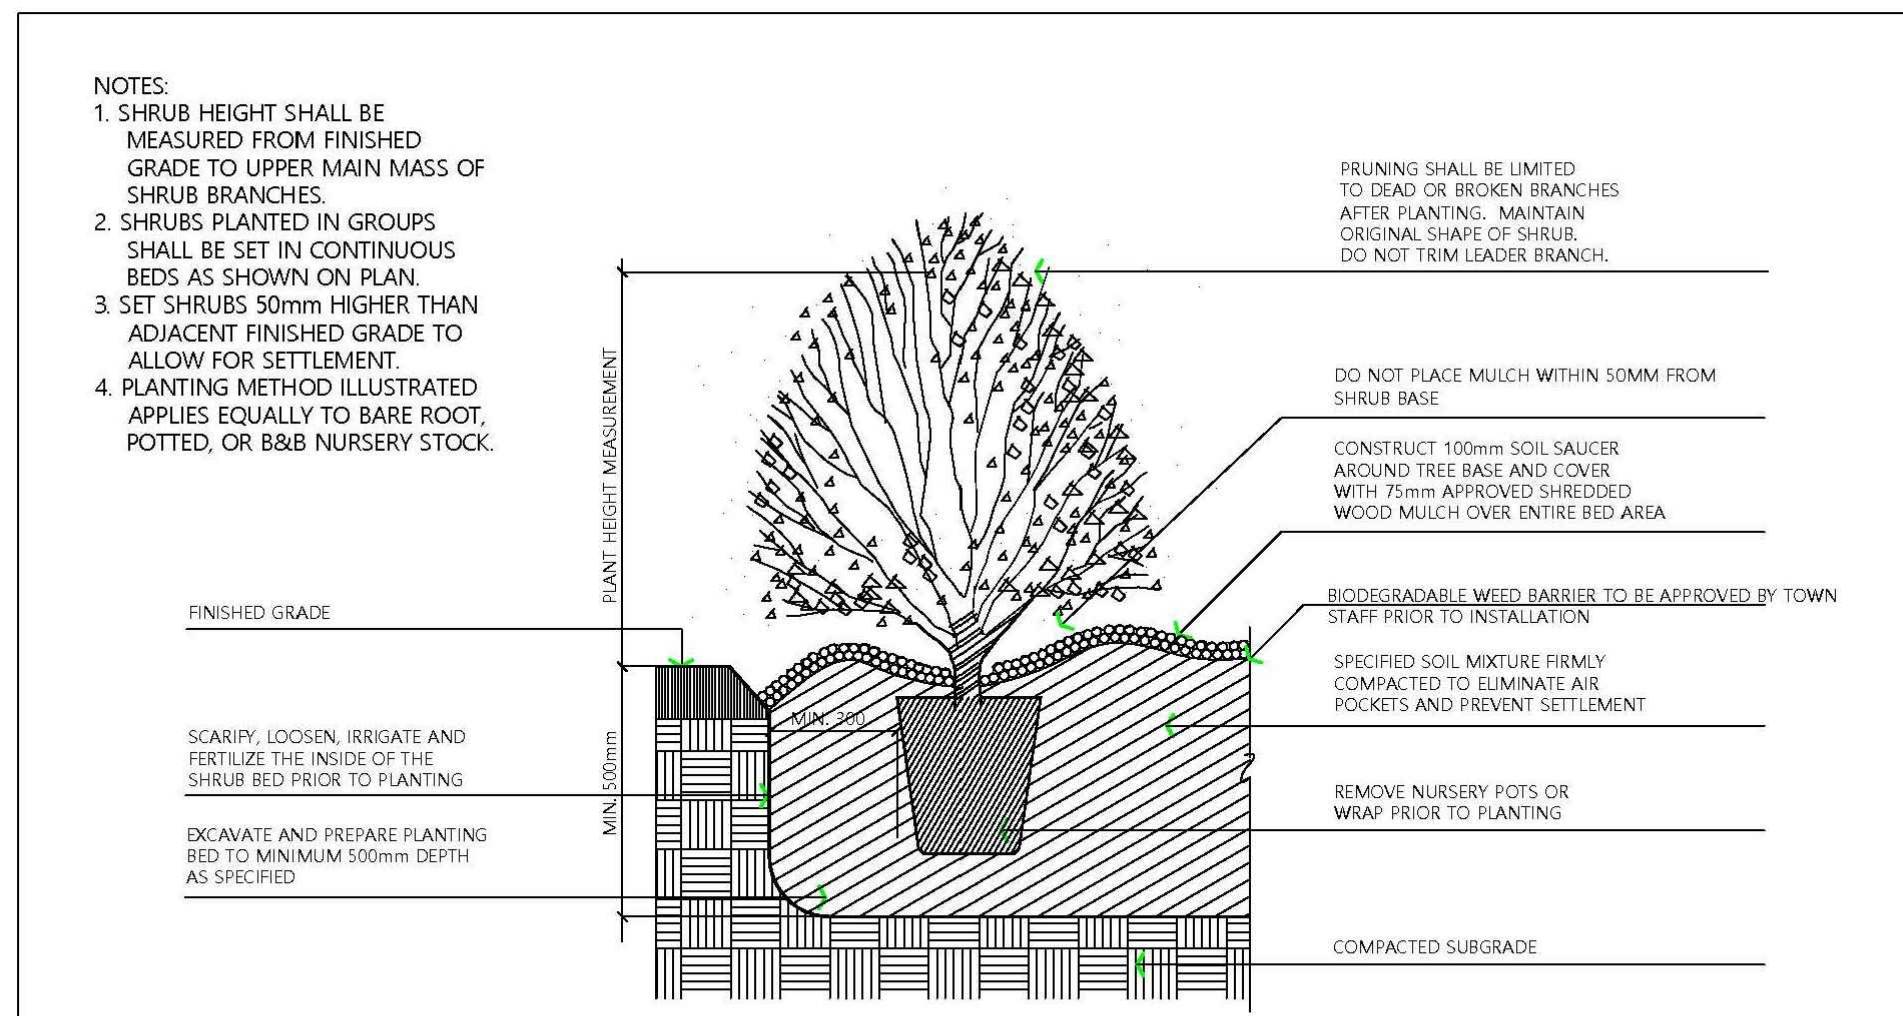 NOTES:
1. SHRUB HEIGHT SHALL BE
MEASURED FROM FINISHED
GRADE TO UPPER MAIN MASS OF
SHRUB BRANCHES.
2. SHRUBS PLANTED IN GROUPS
SHALL BE SET IN CONTINUOUS
BEDS AS SHOWN ON PLAN.
3. SET SHRUBS 50mm HIGHER THAN
ADJACENT FINISHED GRADE TO
ALLOW FOR SETTLEMENT.
4. PLANTING METHOD ILLUSTRATED
APPLIES EQUALLY TO BARE ROOT,
POTTED, OR B&B NURSERY STOCK.
FINISHED GRADE
SCARIFY, LOOSEN, IRRIGATE AND
FERTILIZE THE INSIDE OF THE
SHRUB BED PRIOR TO PLANTING
EXCAVATE AND PREPARE PLANTING
BED TO MINIMUM 500mm DEPTH
AS SPECIFIED
PLANT HEIGHT MEASUREMENT
MIN. 500mm
MIN. 300
PRUNING SHALL BE LIMITED
TO DEAD OR BROKEN BRANCHES
AFTER PLANTING. MAINTAIN
ORIGINAL SHAPE OF SHRUB.
DO NOT TRIM LEADER BRANCH.
DO NOT PLACE MULCH WITHIN 50MM FROM
SHRUB BASE
CONSTRUCT 100mm SOIL SAUCER
AROUND TREE BASE AND COVER
WITH 75mm APPROVED SHREDDED
WOOD MULCH OVER ENTIRE BED AREA
BIODEGRADABLE WEED BARRIER TO BE APPROVED BY TOWN
STAFF PRIOR TO INSTALLATION
SPECIFIED SOIL MIXTURE FIRMLY
COMPACTED TO ELIMINATE AIR
POCKETS AND PREVENT SETTLEMENT
REMOVE NURSERY POTS OR
WRAP PRIOR TO PLANTING
COMPACTED SUBGRADE